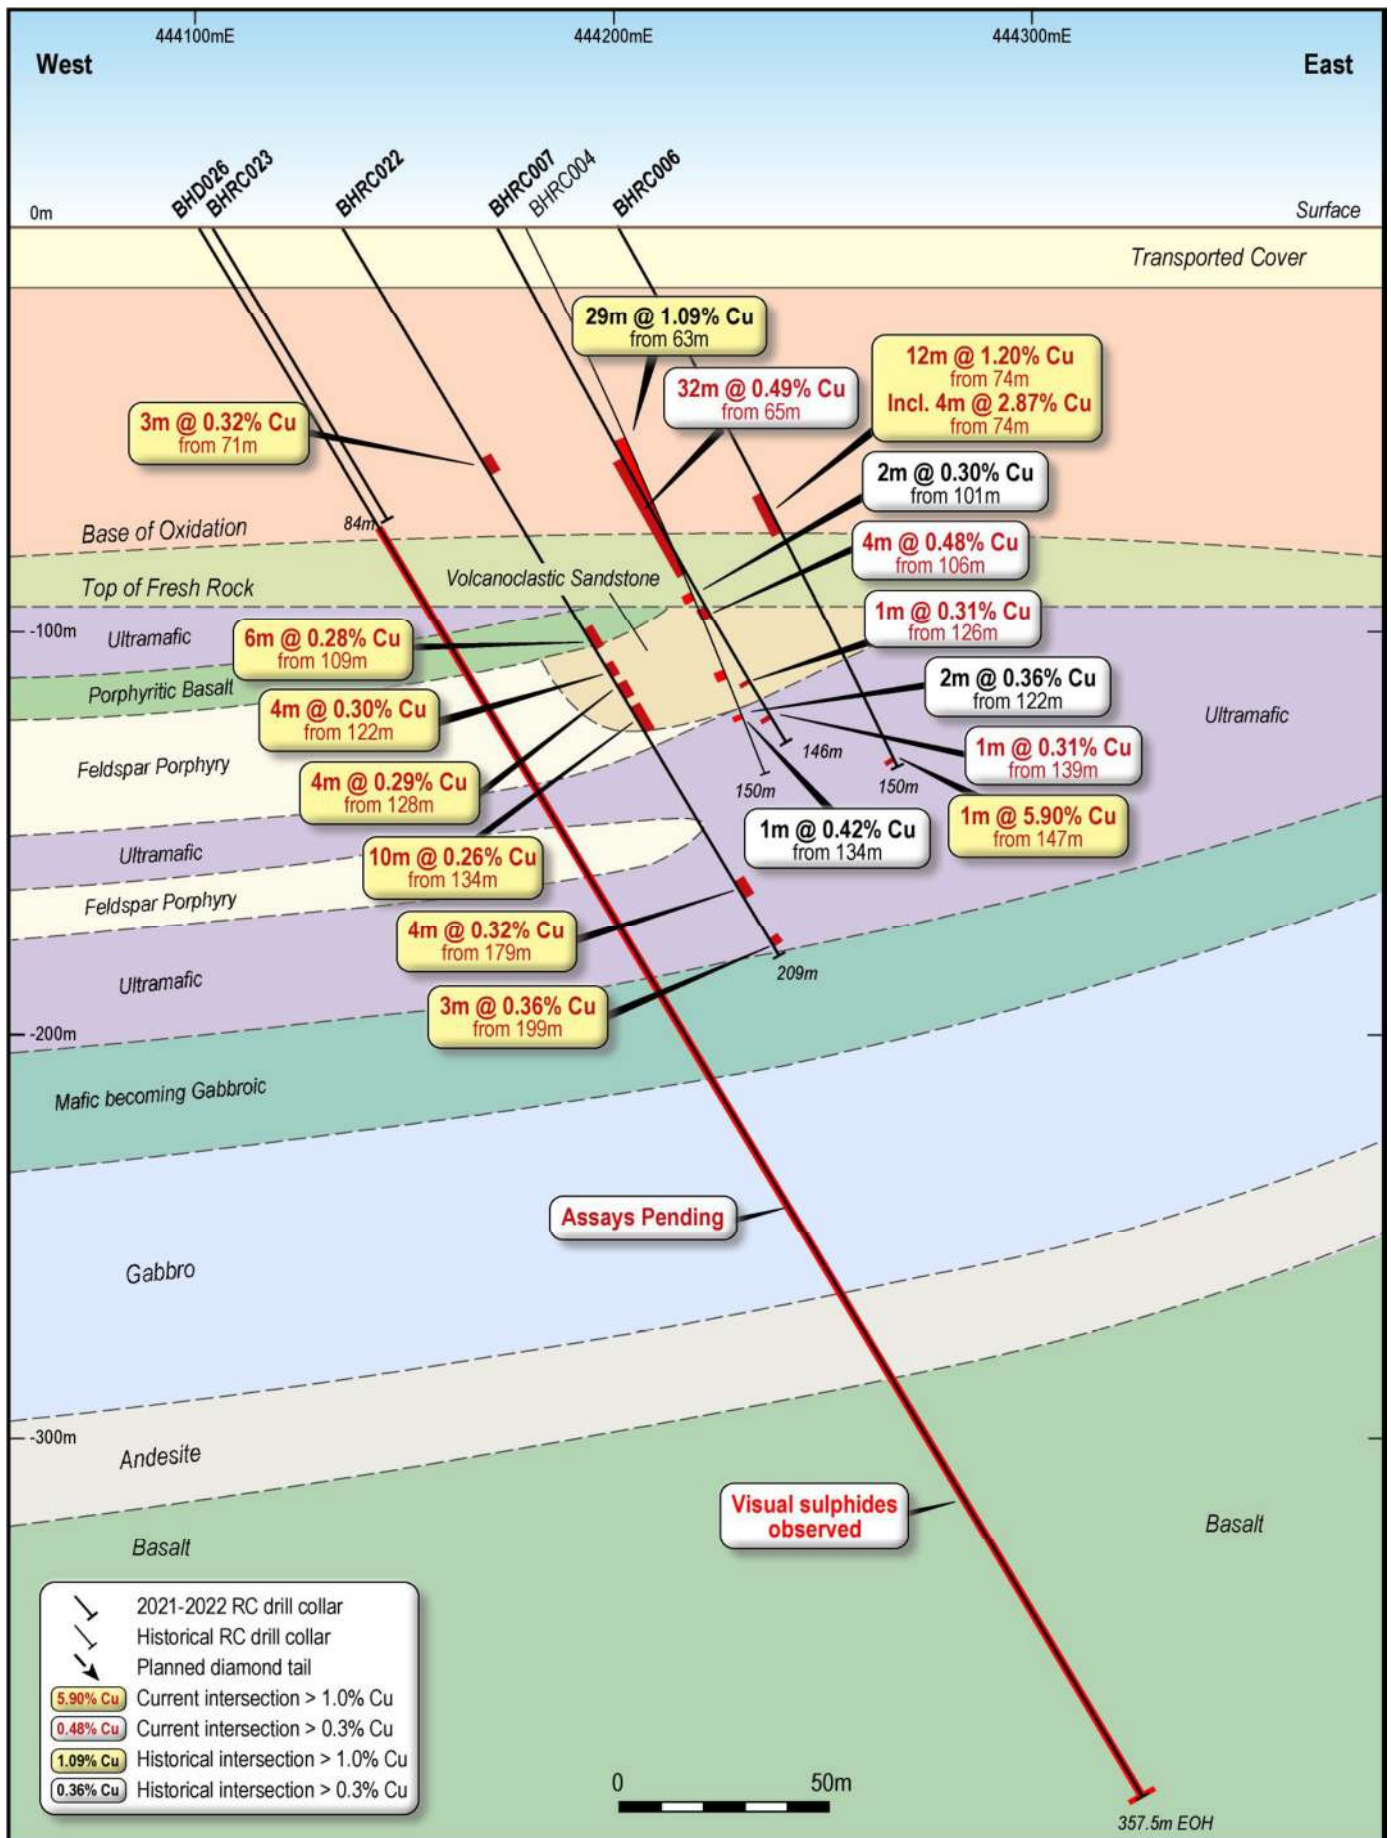 444100mE
444200mE
444300mE
West
East
BHD026
BHRC023
BHRC022
BHRC007
BHRC004
BHRC006
0m
Surface
Transported Cover
29m @ 1.09% Cu
from 63m
32m @ 0.49% Cu
from 65m
12m @ 1.20% Cu
from 74m
Incl. 4m @ 2.87% Cu
from 74m
3m @ 0.32% Cu
from 71m
2m @ 0.30% Cu
from 101m
84m
Base of Oxidation
4m @ 0.48% Cu
from 106m
Volcanoclastic Sandstone
Top of Fresh Rock
1m @ 0.31% Cu
from 126m
-100m
Ultramafic
6m @ 0.28% Cu
from 109m
2m @ 0.36% Cu
from 122m
Porphyritic Basalt
4m @ 0.30% Cu
from 122m
Ultramafic
1m @ 0.31% Cu
from 139m
146m
Feldspar Porphyry
4m @ 0.29% Cu
from 128m
150m
150m
1m @ 5.90% Cu
from 147m
1m @ 0.42% Cu
from 134m
Ultramafic
10m @ 0.26% Cu
from 134m
Feldspar Porphyry
4m @ 0.32% Cu
from 179m
Ultramafic
209m
3m @ 0.36% Cu
from 199m
-200m
Mafic becoming Gabbroic
Assays Pending
Gabbro
-300m
Andesite
Visual sulphides
observed
Basalt
Basalt
2021-2022 RC drill collar
Historical RC drill collar
Planned diamond tail
5.90% Cu Current intersection > 1.0% Cu
0.48% Cu Current intersection > 0.3% Cu
1.09% Cu Historical intersection > 1.0% Cu
0.36% Cu Historical intersection > 0.3% Cu
0 50m
357.5m EOH